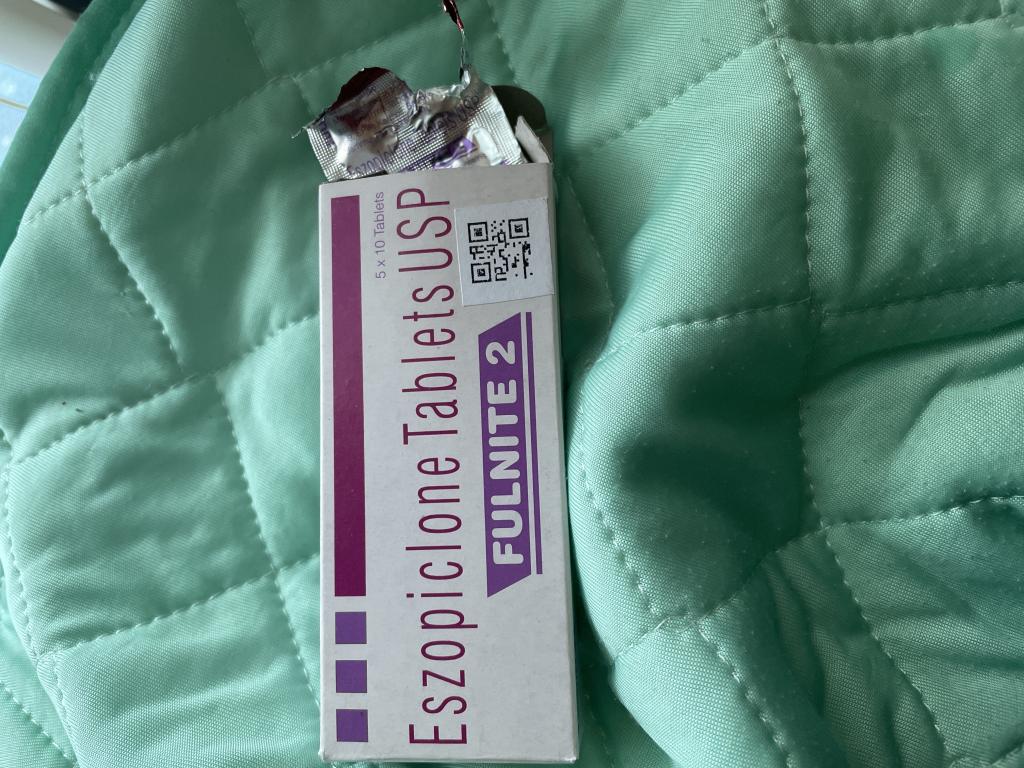 5 x 10 Tablets
Eszopiclone Tablets USP
FULNITE 2